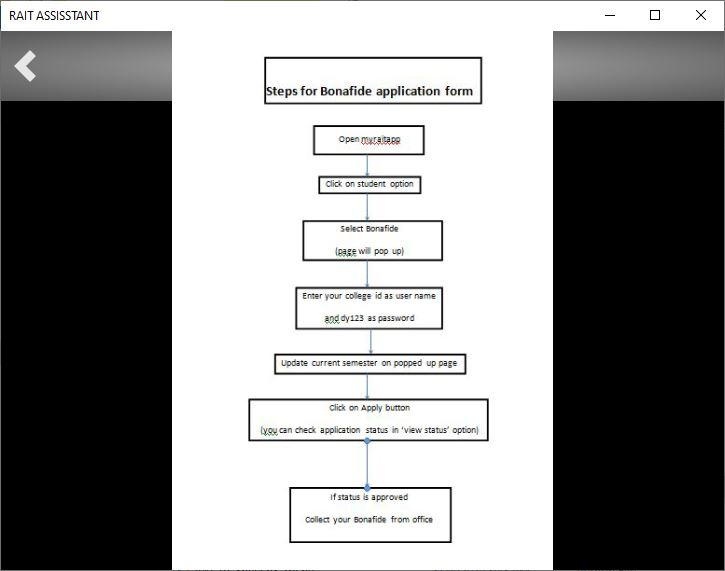 RAIT ASSISSTANT
Steps for Bonafide application form
Open myraitapp
Click on student option
Select Bonafide
(page will pop up)
Enter your college id as user name
and dy123 as password
Update current semester on popped up page
Click on Apply button
(you can check application status in ‘view status’ option)
If status is approved
Collect your Bonafide from office